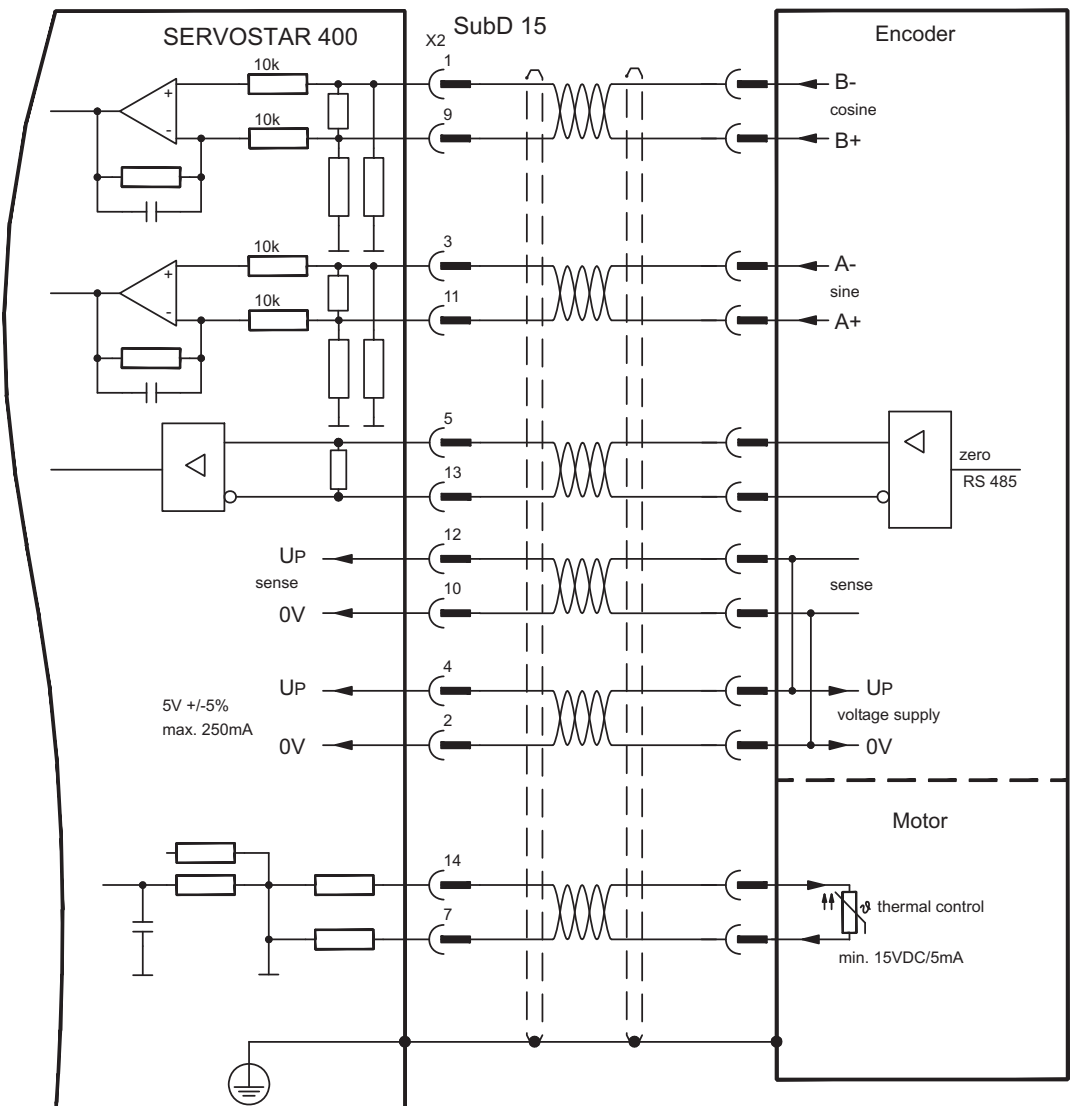 SERVOSTAR 400
SubD 15
X2
Encoder
10k
1
B-
+
cosine
10k
9
B+
-
10k
3
A-
+
sine
10k
11
A+
-
5
zero
13
RS 485
12
UP
sense
sense
10
0V
4
UP
UP
5V +/-5%
voltage supply
max. 250mA
2
0V
0V
Motor
14
ϑ thermal control
7
min. 15VDC/5mA